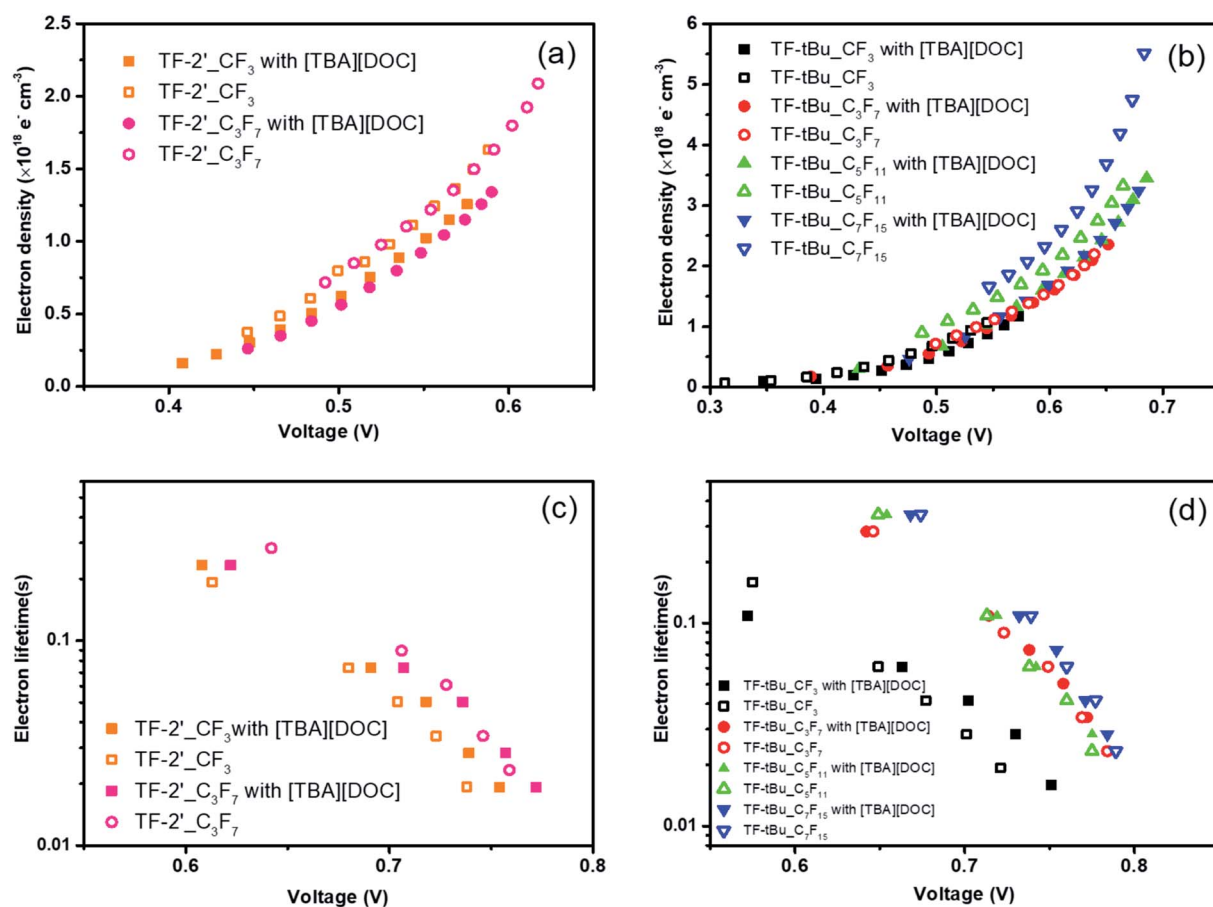 (a)
TF-2'_CF₃ with [TBA][DOC]
TF-2'_CF₃
TF-2'_C₃F₇ with [TBA][DOC]
TF-2'_C₃F₇
Electron density (×10¹⁸ e⁻ cm⁻³)
2.5
2.0
1.5
1.0
0.5
0.0
0.4 0.5 0.6
Voltage (V)
(b)
TF-tBu_CF₃ with [TBA][DOC]
TF-tBu_CF₃
TF-tBu_C₃F₇ with [TBA][DOC]
TF-tBu_C₃F₇
TF-tBu_C₅F₁₁ with [TBA][DOC]
TF-tBu_C₅F₁₁
TF-tBu_C₇F₁₅ with [TBA][DOC]
TF-tBu_C₇F₁₅
Electron density (×10¹⁸ e⁻ cm⁻³)
6
5
4
3
2
1
0
0.3 0.4 0.5 0.6 0.7
Voltage (V)
(c)
TF-2'_CF₃with [TBA][DOC]
TF-2'_CF₃
TF-2'_C₃F₇ with [TBA][DOC]
TF-2'_C₃F₇
Electron lifetime(s)
0.1
0.01
0.6 0.7 0.8
Voltage (V)
(d)
TF-tBu_CF₃ with [TBA][DOC]
TF-tBu_CF₃
TF-tBu_C₃F₇ with [TBA][DOC]
TF-tBu_C₃F₇
TF-tBu_C₅F₁₁ with [TBA][DOC]
TF-tBu_C₅F₁₁
TF-tBu_C₇F₁₅ with [TBA][DOC]
TF-tBu_C₇F₁₅
Electron lifetime(s)
0.1
0.01
0.6 0.7 0.8
Voltage (V)